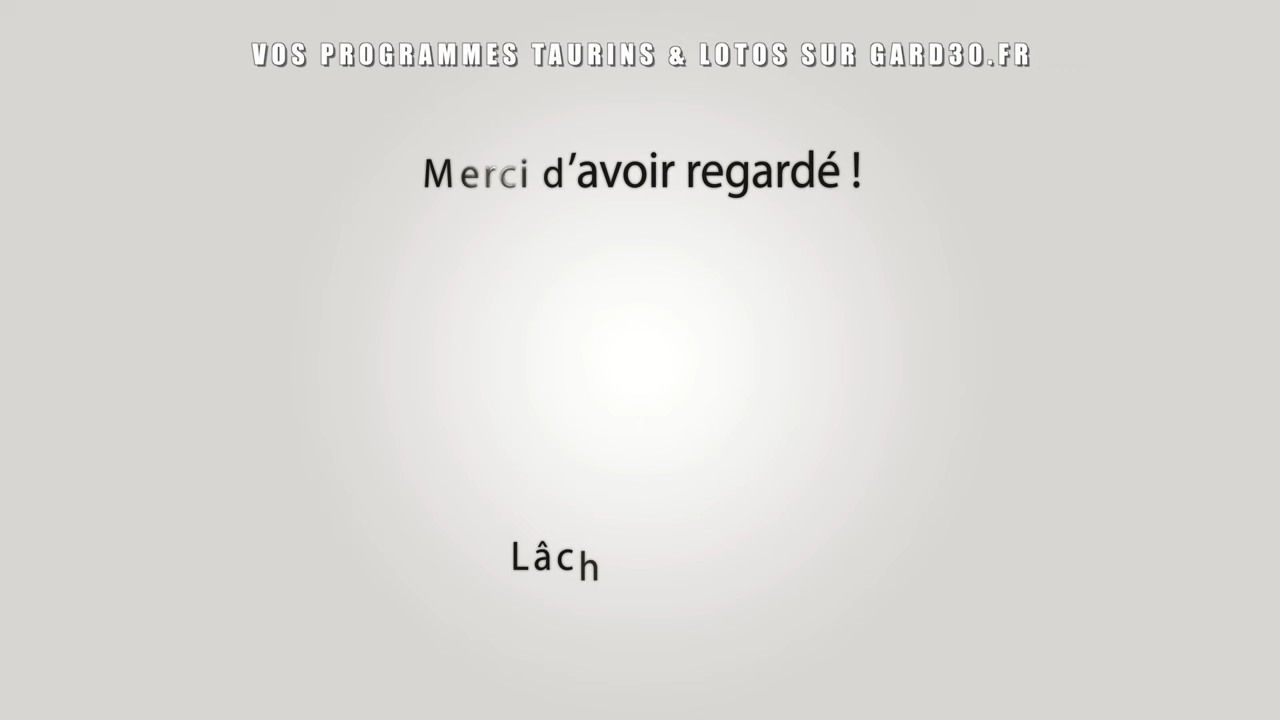 VOS PROGRAMMES TAURINS & LOTOS SUR GARD30.FR
Merci d’avoir regardé !
Lâch